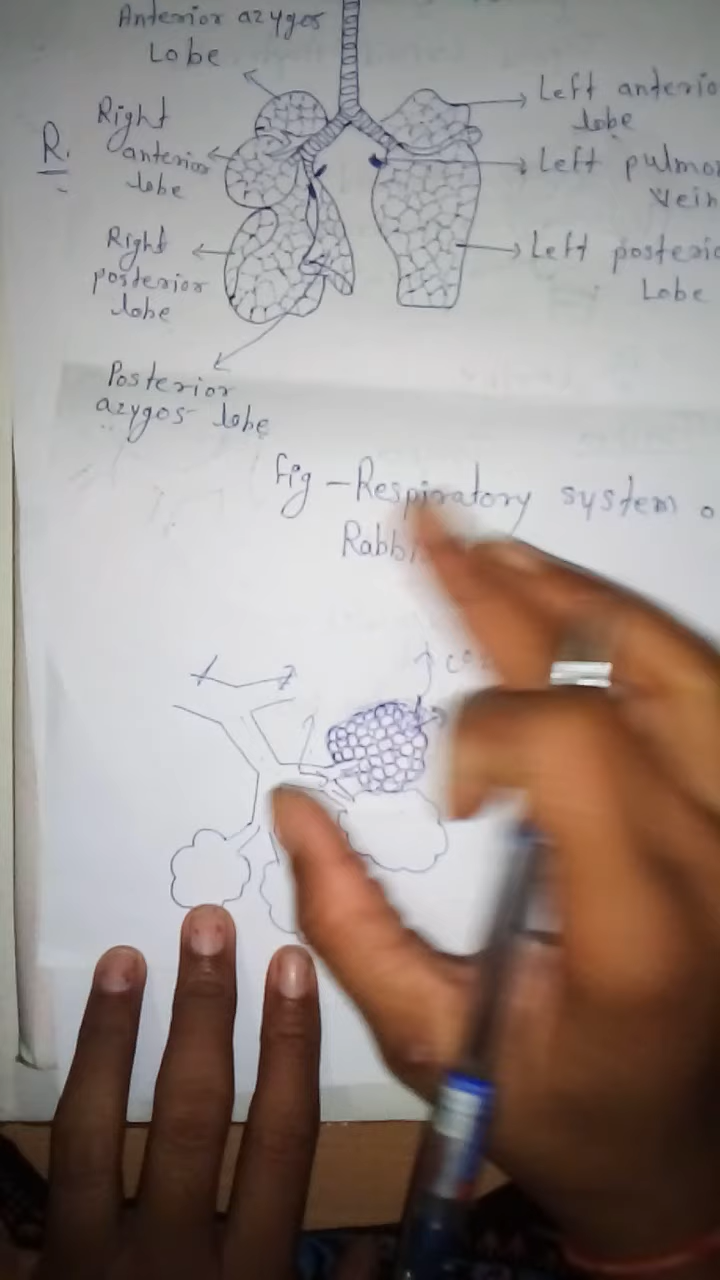 Anterior azygos
Lobe
R.
Right
anterior
lobe
Right
posterior
lobe
Posterior
azygos lobe
Left anterio
lobe
Left pulmo
vein
Left posterio
Lobe
Fig - Respiratory system o
Rabbi